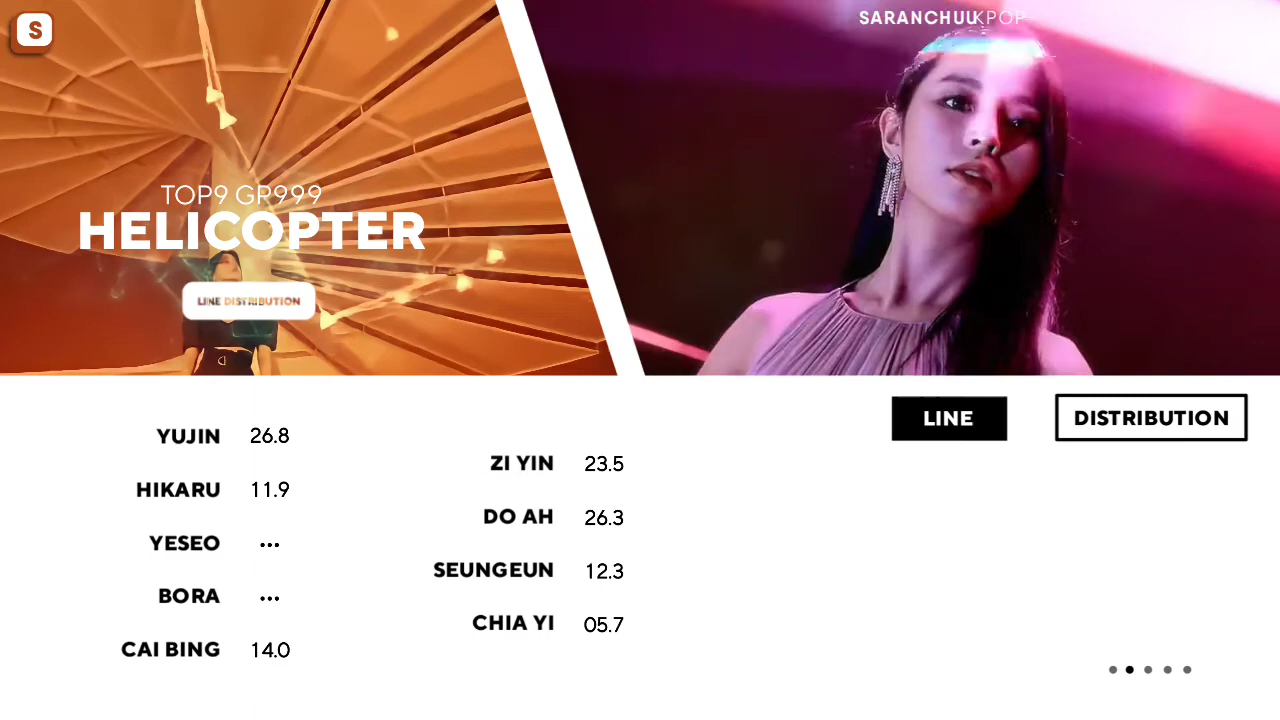 S
SARANCHUUKPOP
TOP9 GP999
HELICOPTER
LINE DISTRIBUTION
LINE
DISTRIBUTION
YUJIN 26.8
HIKARU 11.9
YESEO ...
BORA ...
CAI BING 14.0
ZI YIN 23.5
DO AH 26.3
SEUNGEUN 12.3
CHIA YI 05.7